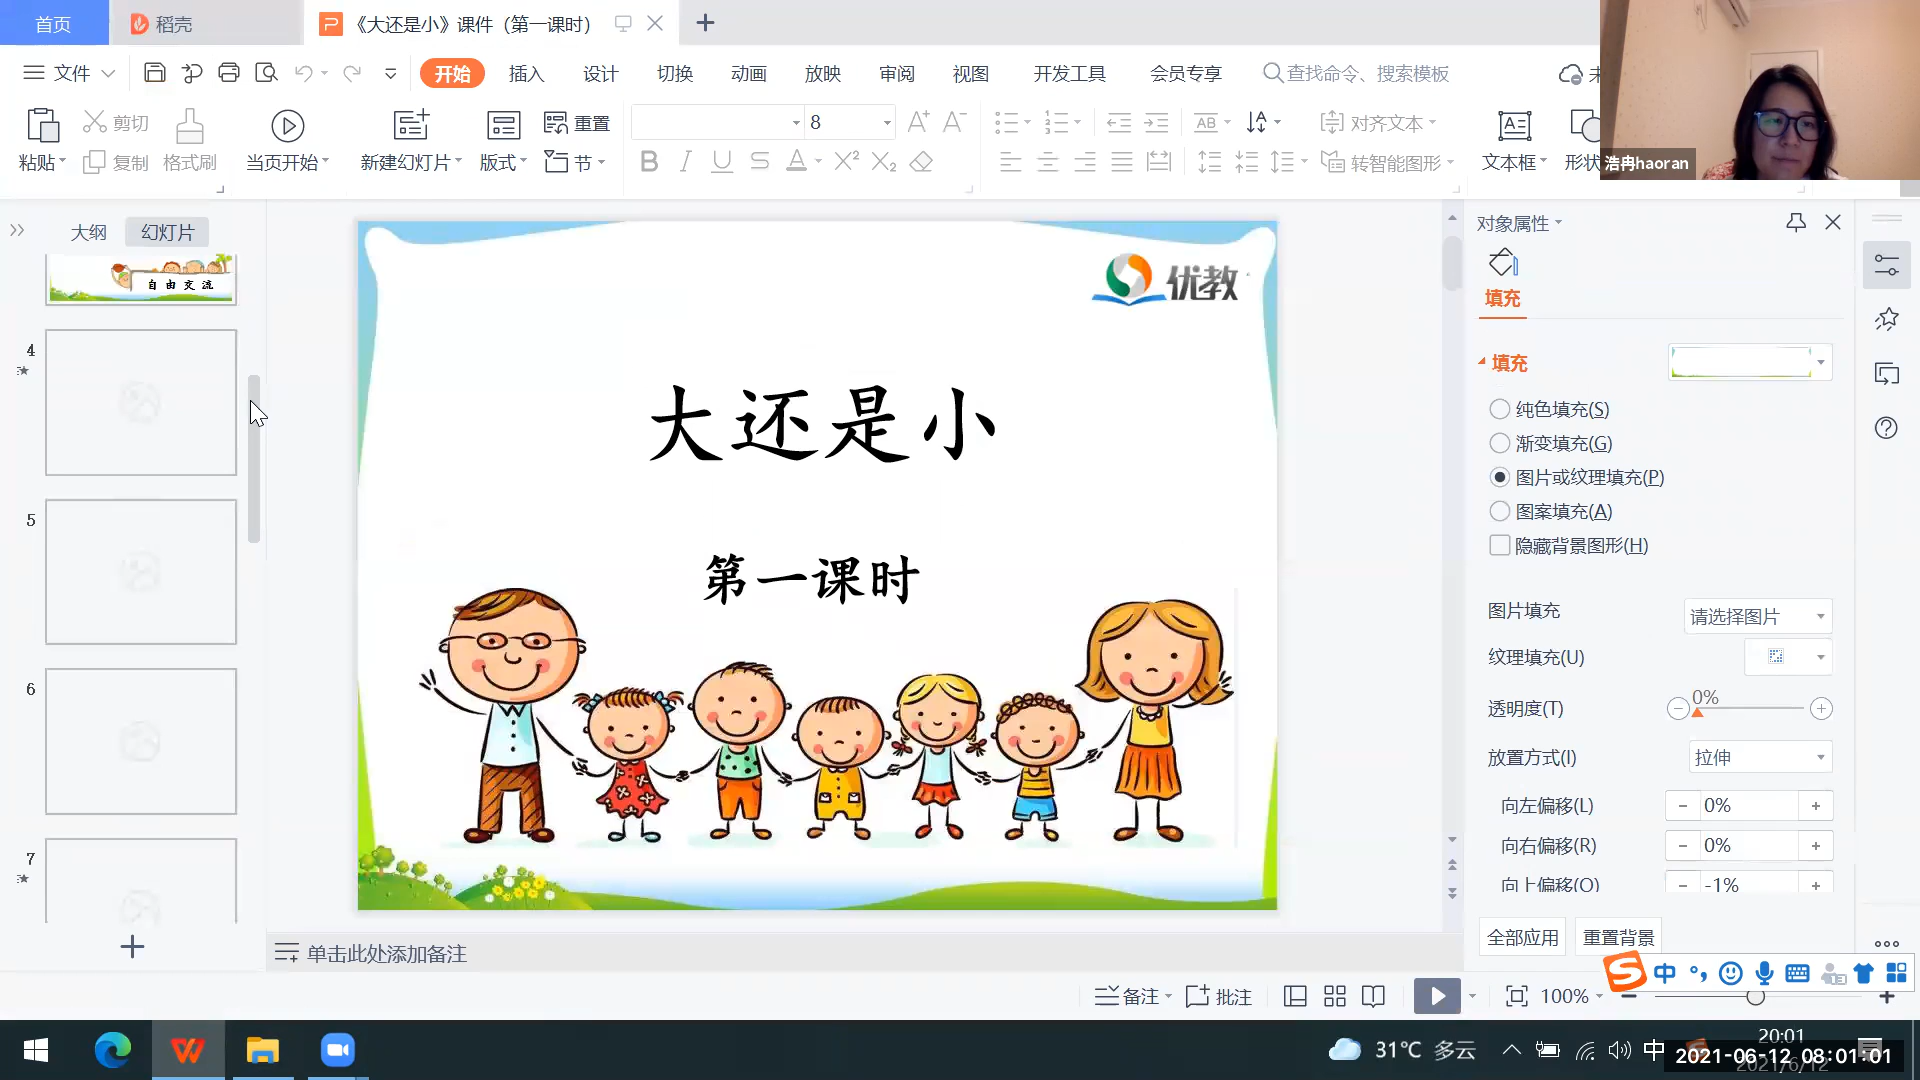 首页
稻壳
《大还是小》课件（第一课时）
文件
开始
插入
设计
切换
动画
放映
审阅
视图
开发工具
会员专享
查找命令、搜索模板
未
粘贴
剪切
复制
格式刷
当页开始
新建幻灯片
版式
重置
节
8
对齐文本
转智能图形
文本框
形状
浩冉haoran
大纲
幻灯片
自由交流
4
5
6
7
优教
大还是小
第一课时
单击此处添加备注
对象属性
填充
填充
纯色填充(S)
渐变填充(G)
图片或纹理填充(P)
图案填充(A)
隐藏背景图形(H)
图片填充
请选择图片
纹理填充(U)
透明度(T)
0%
放置方式(I)
拉伸
向左偏移(L)
0%
向右偏移(R)
0%
向上偏移(O)
-1%
全部应用
重置背景
中
备注
批注
100%
31℃ 多云
中
20:01
2021/6/12
2021-06-12 08:01:01